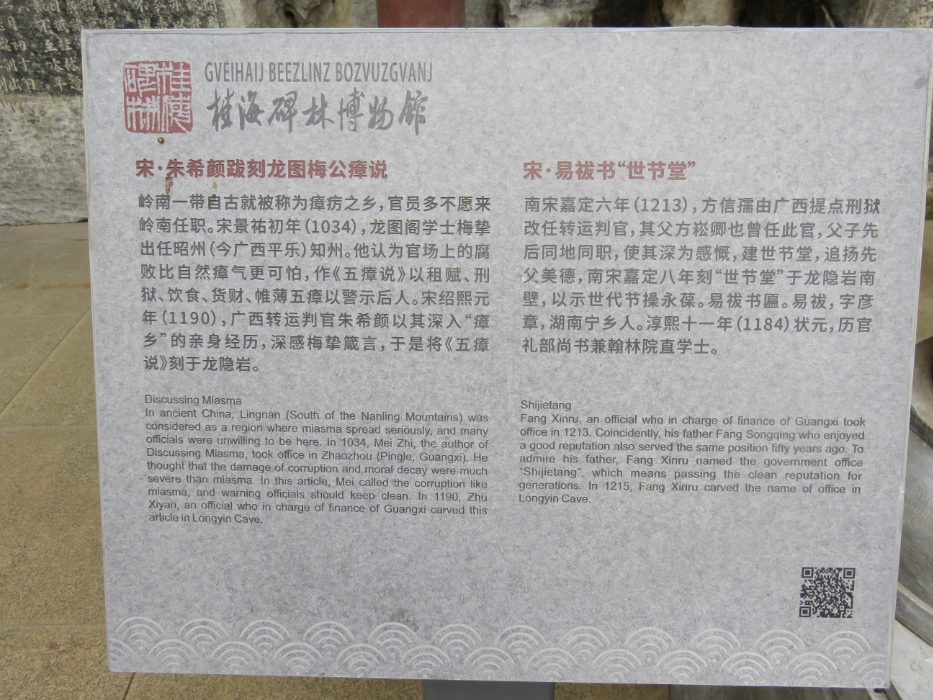 GVEIHAIJ BEEZLINZ BOZVUZGVANJ
桂海碑林博物馆
宋·朱希颜跋刻龙图梅公瘴说
岭南一带自古就被称为瘴疠之乡，官员多不愿来
岭南任职。宋景祐初年（1034），龙图阁学士梅挚
出任昭州（今广西平乐）知州。他认为官场上的腐
败比自然瘴气更可怕，作《五瘴说》以租赋、刑
狱、饮食、货财、帷薄五瘴以警示后人。宋绍熙元
年（1190），广西转运判官朱希颜以其深入“瘴
乡”的亲身经历，深感梅挚箴言，于是将《五瘴
说》刻于龙隐岩。
Discussing Miasma
In ancient China, Lingnan (South of the Nanling Mountains) was
considered as a region where miasma spread seriously, and many
officials were unwilling to be here. In 1034, Mei Zhi, the author of
Discussing Miasma, took office in Zhaozhou (Pingle, Guangxi). He
thought that the damage of corruption and moral decay were much
severe than miasma. In this article, Mei called the corruption like
miasma, and warning officials should keep clean. In 1190, Zhu
Xiyan, an official who in charge of finance of Guangxi carved this
article in Longyin Cave.
宋·易祓书“世节堂”
南宋嘉定六年（1213），方信孺由广西提点刑狱
改任转运判官，其父方崧卿也曾任此官，父子先
后同地同职，使其深为感慨，建世节堂，追扬先
父美德，南宋嘉定八年刻“世节堂”于龙隐岩南
壁，以示世代节操永葆。易祓书匾。易祓，字彦
章，湖南宁乡人。淳熙十一年（1184）状元，历官
礼部尚书兼翰林院直学士。
Shijietang
Fang Xinru, an official who in charge of finance of Guangxi took
office in 1213. Coincidently, his father Fang Songqing who enjoyed
a good reputation also served the same position fifty years ago. To
admire his father, Fang Xinru named the government office
“Shijietang”, which means passing the clean reputation for
generations. In 1215, Fang Xinru carved the name of office in
Longyin Cave.